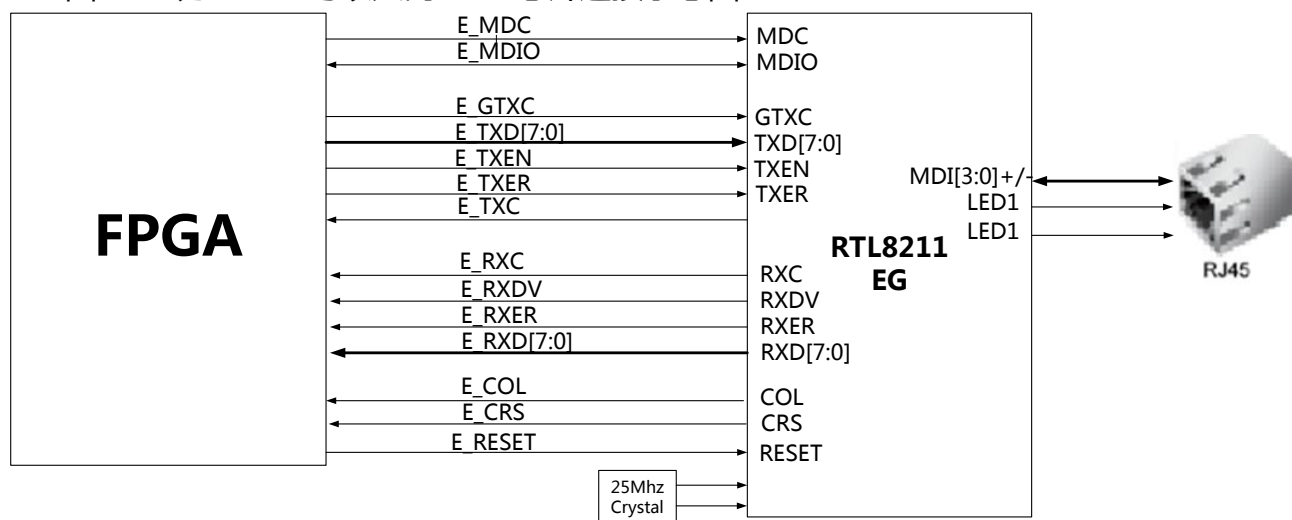 E_MDC
E_MDIO
E_GTXC
E_TXD[7:0]
E_TXEN
E_TXER
E_TXC
E_RXC
E_RXDV
E_RXER
E_RXD[7:0]
E_COL
E_CRS
E_RESET
FPGA
MDC
MDIO
GTXC
TXD[7:0]
TXEN
TXER
RXC
RXDV
RXER
RXD[7:0]
COL
CRS
RESET
MDI[3:0]+/-
LED1
LED1
RTL8211
EG
RJ45
25Mhz
Crystal